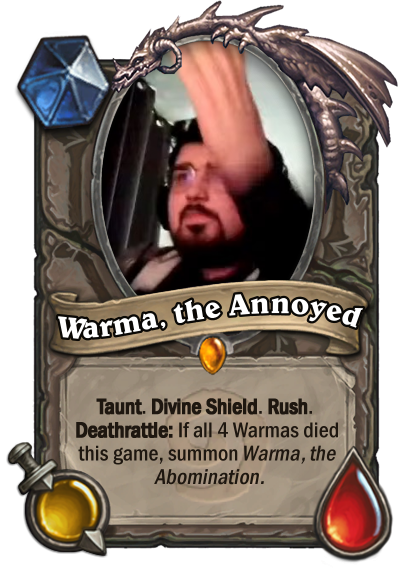 Warma, the Annoyed
Taunt. Divine Shield. Rush.
Deathrattle: If all 4 Warmas died
this game, summon Warma, the
Abomination.